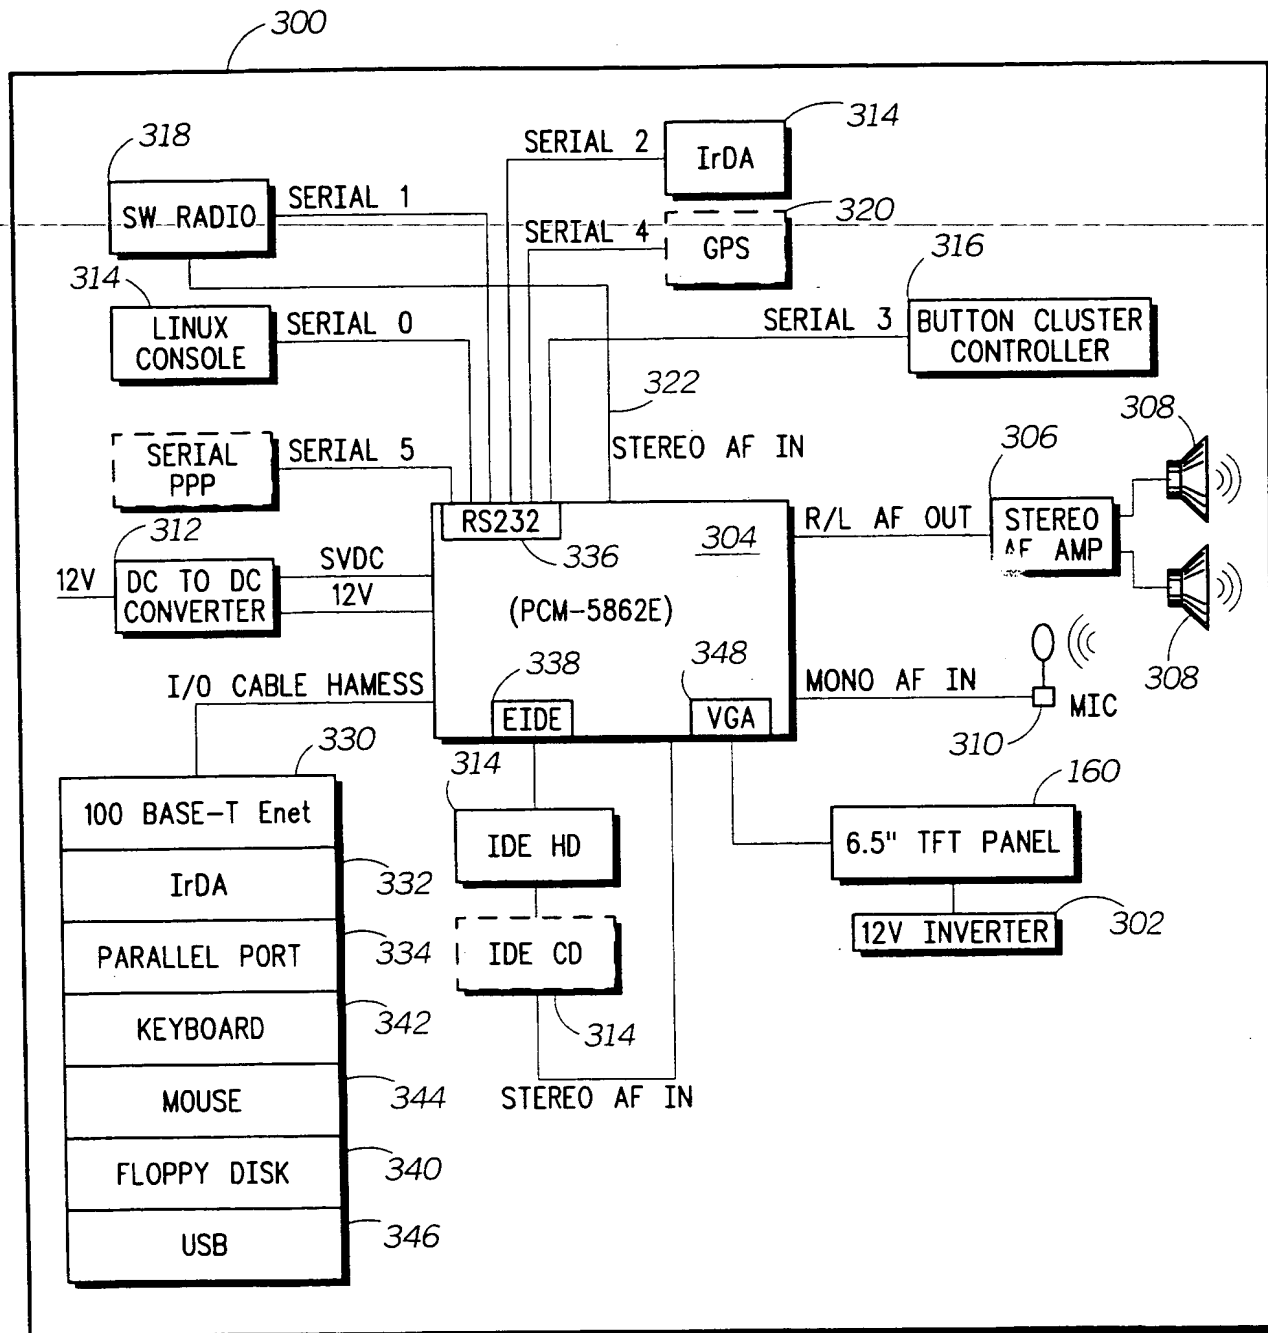 300
318
SW RADIO
SERIAL 1
SERIAL 2
IrDA
314
SERIAL 4
GPS
320
314
LINUX
CONSOLE
SERIAL 0
SERIAL 3
316
BUTTON CLUSTER
CONTROLLER
322
STEREO AF IN
SERIAL
PPP
SERIAL 5
312
12V
DC TO DC
CONVERTER
SVDC
12V
RS232
336
304
(PCM-5862E)
338
EIDE
348
VGA
R/L AF OUT
306
STEREO
AF AMP
308
308
MONO AF IN
310
MIC
I/O CABLE HAMESS
330
100 BASE-T Enet
IrDA
332
PARALLEL PORT
334
KEYBOARD
342
MOUSE
344
FLOPPY DISK
340
USB
346
314
IDE HD
IDE CD
314
STEREO AF IN
160
6.5" TFT PANEL
12V INVERTER
302